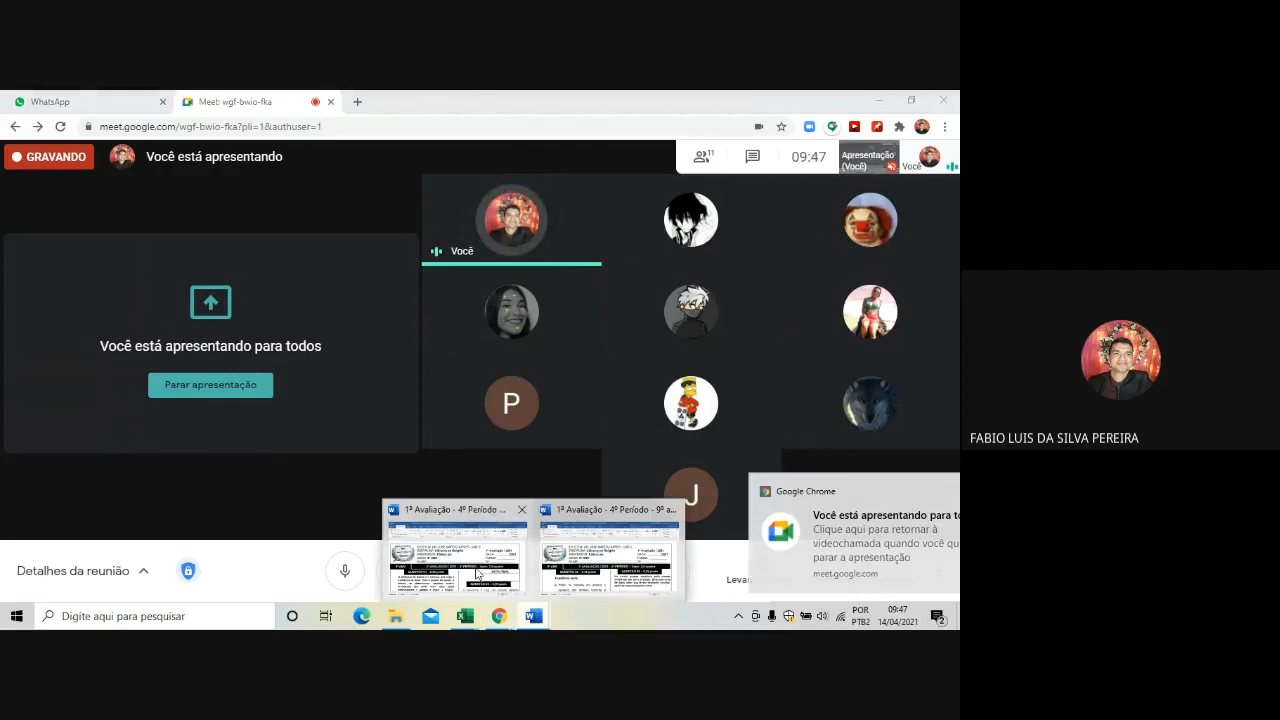 WhatsApp
Meet: wgf-bwio-fka
meet.google.com/wgf-bwio-fka?pli=1&authuser=1
GRAVANDO
Você está apresentando
11
09:47
Apresentação
(Você)
Você
Você
Você está apresentando para todos
Parar apresentação
P
J
FABIO LUIS DA SILVA PEREIRA
1ª Avaliação - 4º Período ...
1ª Avaliação - 4º Período - 9º a...
Google Chrome
Você está apresentando para to
Clique aqui para retornar à
videochamada quando você qu
parar a apresentação
meet.google.com
Detalhes da reunião
Levan
Digite aqui para pesquisar
POR
PTB2
09:47
14/04/2021
2